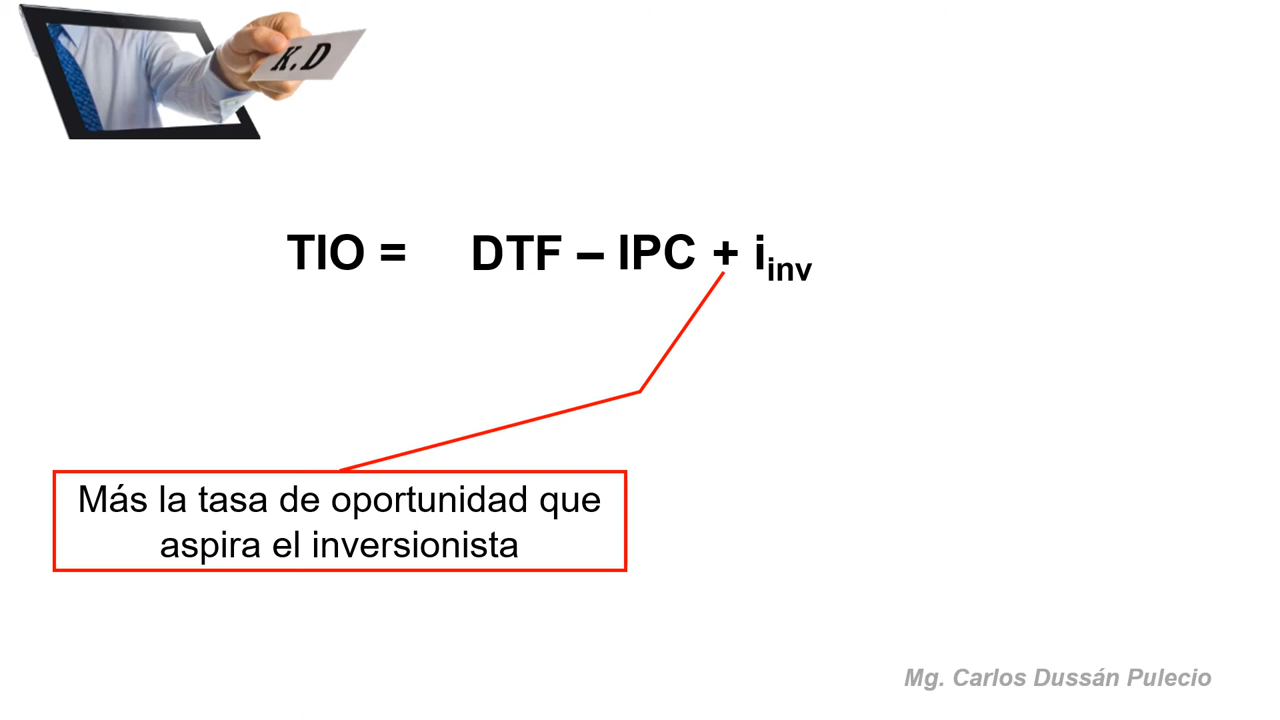 K.D
TIO = DTF – IPC + iinv
Más la tasa de oportunidad que
aspira el inversionista
Mg. Carlos Dussán Pulecio